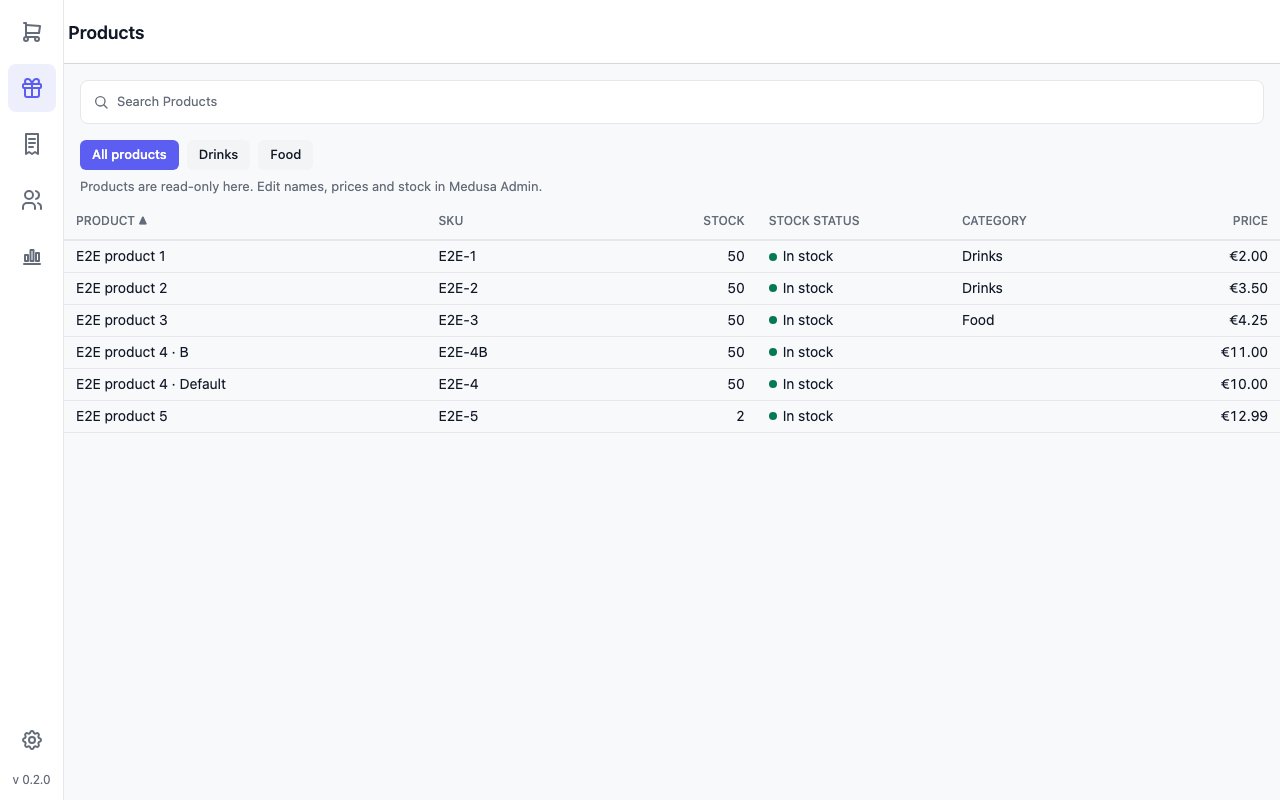 Products
Search Products
All products Drinks Food
Products are read-only here. Edit names, prices and stock in Medusa Admin.
PRODUCT ▲ SKU STOCK STOCK STATUS CATEGORY PRICE
E2E product 1 E2E-1 50 In stock Drinks €2.00
E2E product 2 E2E-2 50 In stock Drinks €3.50
E2E product 3 E2E-3 50 In stock Food €4.25
E2E product 4 · B E2E-4B 50 In stock €11.00
E2E product 4 · Default E2E-4 50 In stock €10.00
E2E product 5 E2E-5 2 In stock €12.99
v 0.2.0